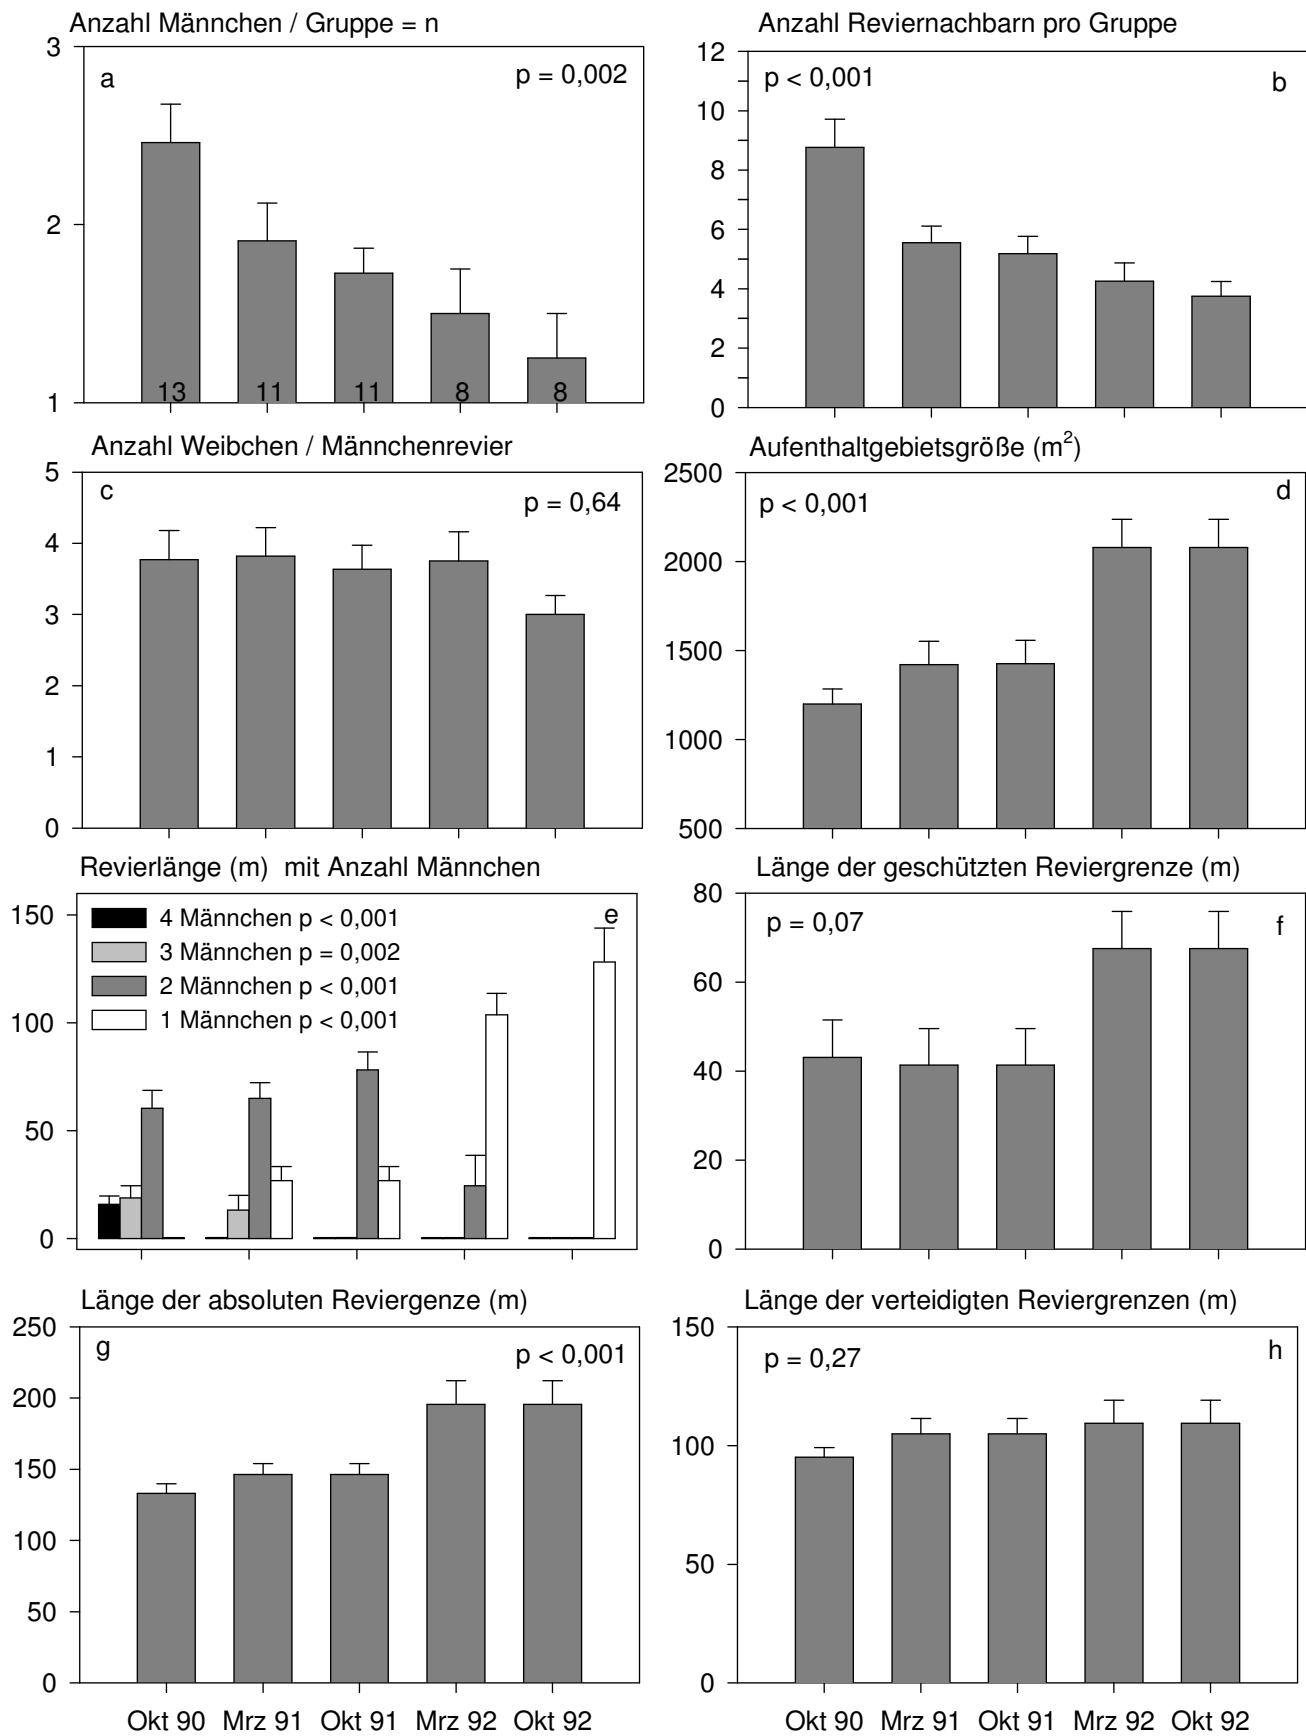 Anzahl Männchen / Gruppe = n
3
2
1
a
p = 0,002
13
11
11
8
8
Anzahl Reviernachbarn pro Gruppe
12
10
8
6
4
2
0
p < 0,001
b
Anzahl Weibchen / Männchenrevier
5
4
3
2
1
0
c
p = 0,64
Aufenthaltgebietsgröße (m²)
2500
2000
1500
1000
500
p < 0,001
d
Revierlänge (m) mit Anzahl Männchen
150
100
50
0
4 Männchen p < 0,001
3 Männchen p = 0,002
2 Männchen p < 0,001
1 Männchen p < 0,001
e
Länge der geschützten Reviergrenze (m)
80
60
40
20
0
p = 0,07
f
Länge der absoluten Reviergenze (m)
250
200
150
100
50
0
g
p < 0,001
Okt 90 Mrz 91 Okt 91 Mrz 92 Okt 92
Länge der verteidigten Reviergrenzen (m)
150
100
50
0
p = 0,27
h
Okt 90 Mrz 91 Okt 91 Mrz 92 Okt 92